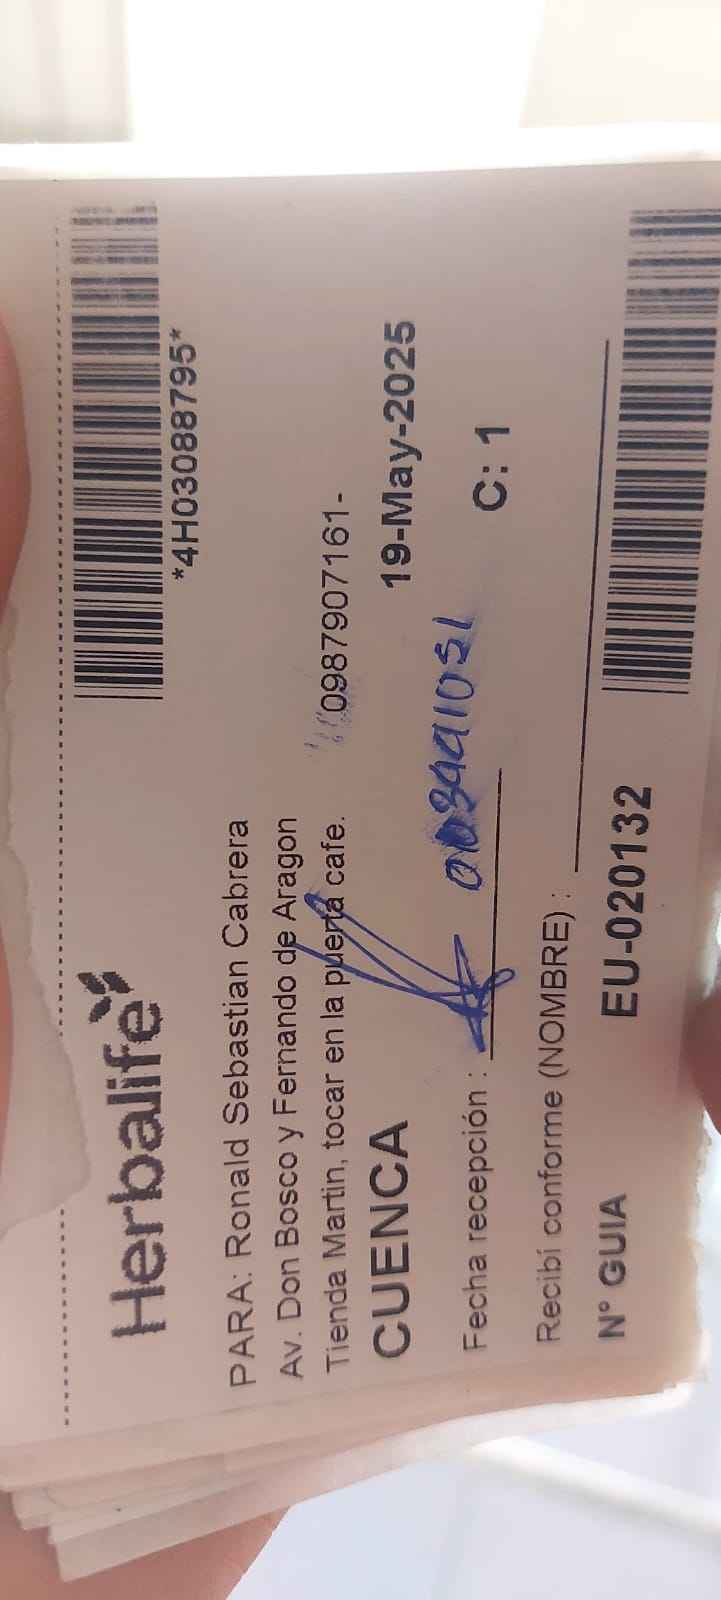 Herbalife
*4H03088795*
PARA: Ronald Sebastian Cabrera
Av. Don Bosco y Fernando de Aragon
Tienda Martin, tocar en la puerta cafe. 0987907161-
CUENCA 19-May-2025
Fecha recepción :
C: 1
Recibí conforme (NOMBRE) :
N° GUIA EU-020132